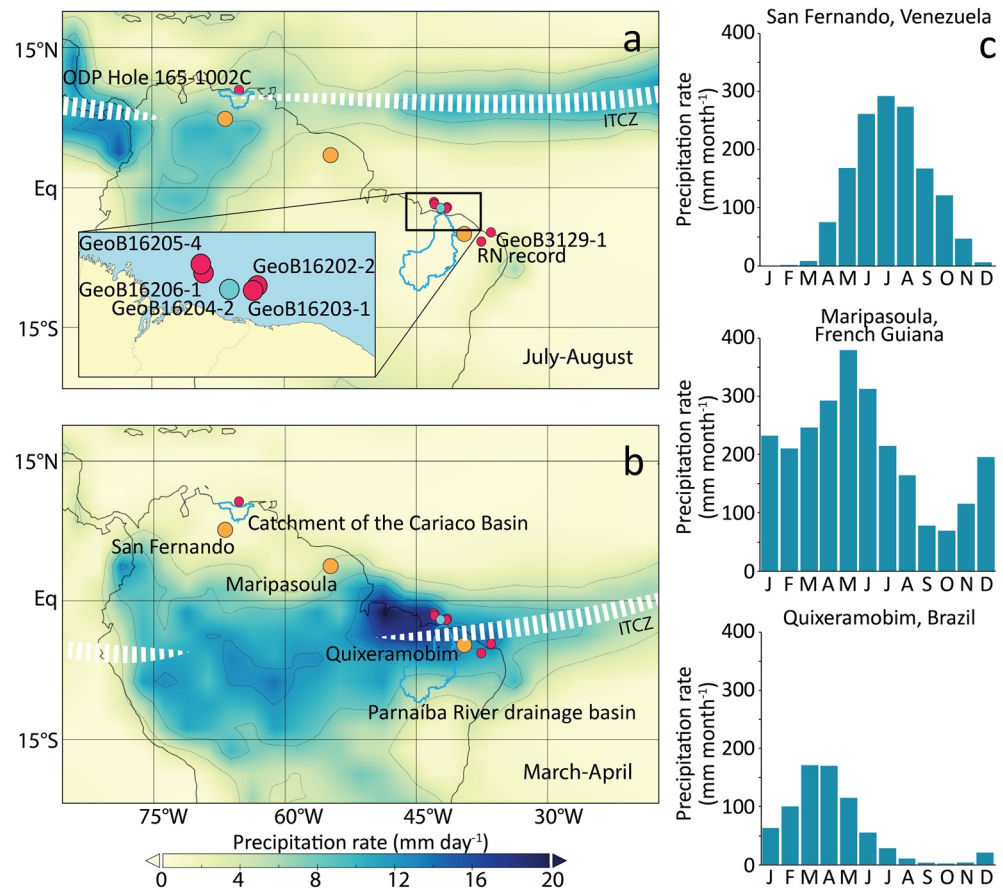 a
15°N
ODP Hole 165-1002C
ITCZ
Eq
GeoB16205-4
GeoB16202-2
GeoB16206-1
GeoB16204-2
GeoB16203-1
GeoB3129-1
RN record
15°S
July-August
b
15°N
Catchment of the Cariaco Basin
San Fernando
Maripasoula
Eq
ITCZ
Quixeramobim
Parnaíba River drainage basin
15°S
March-April
75°W
60°W
45°W
30°W
Precipitation rate (mm day-1)
0 4 8 12 16 20
San Fernando, Venezuela
c
Precipitation rate
(mm month-1)
400
300
200
100
0
J F M A M J J A S O N D
Maripasoula,
French Guiana
Precipitation rate
(mm month-1)
400
300
200
100
0
J F M A M J J A S O N D
Quixeramobim, Brazil
Precipitation rate
(mm month-1)
400
300
200
100
0
J F M A M J J A S O N D